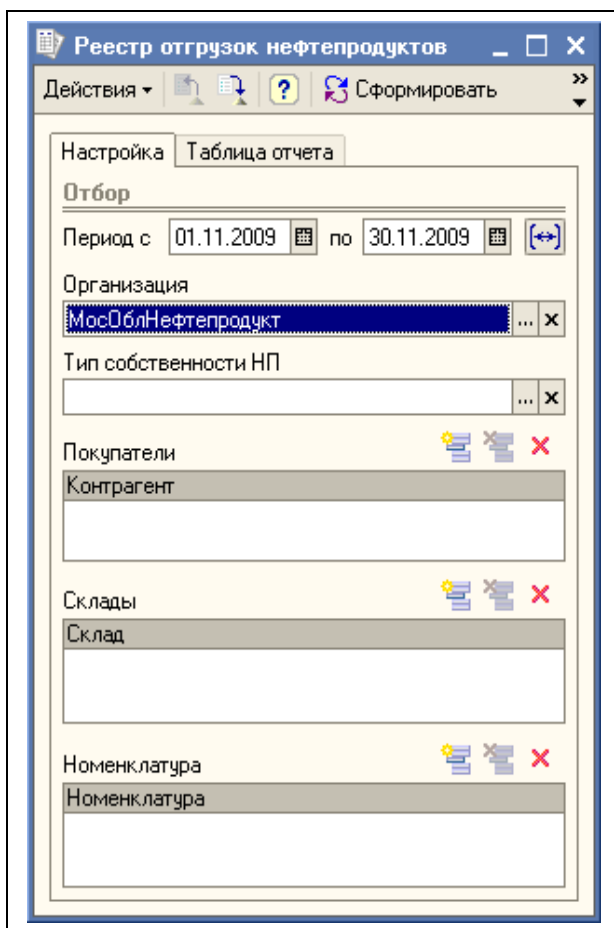 Реестр отгрузок нефтепродуктов
Действия Сформировать
Настройка Таблица отчета
Отбор
Период с 01.11.2009 по 30.11.2009
Организация
МосОблНефтепродукт ... x
Тип собственности НП
... x
Покупатели
Контрагент
Склады
Склад
Номенклатура
Номенклатура